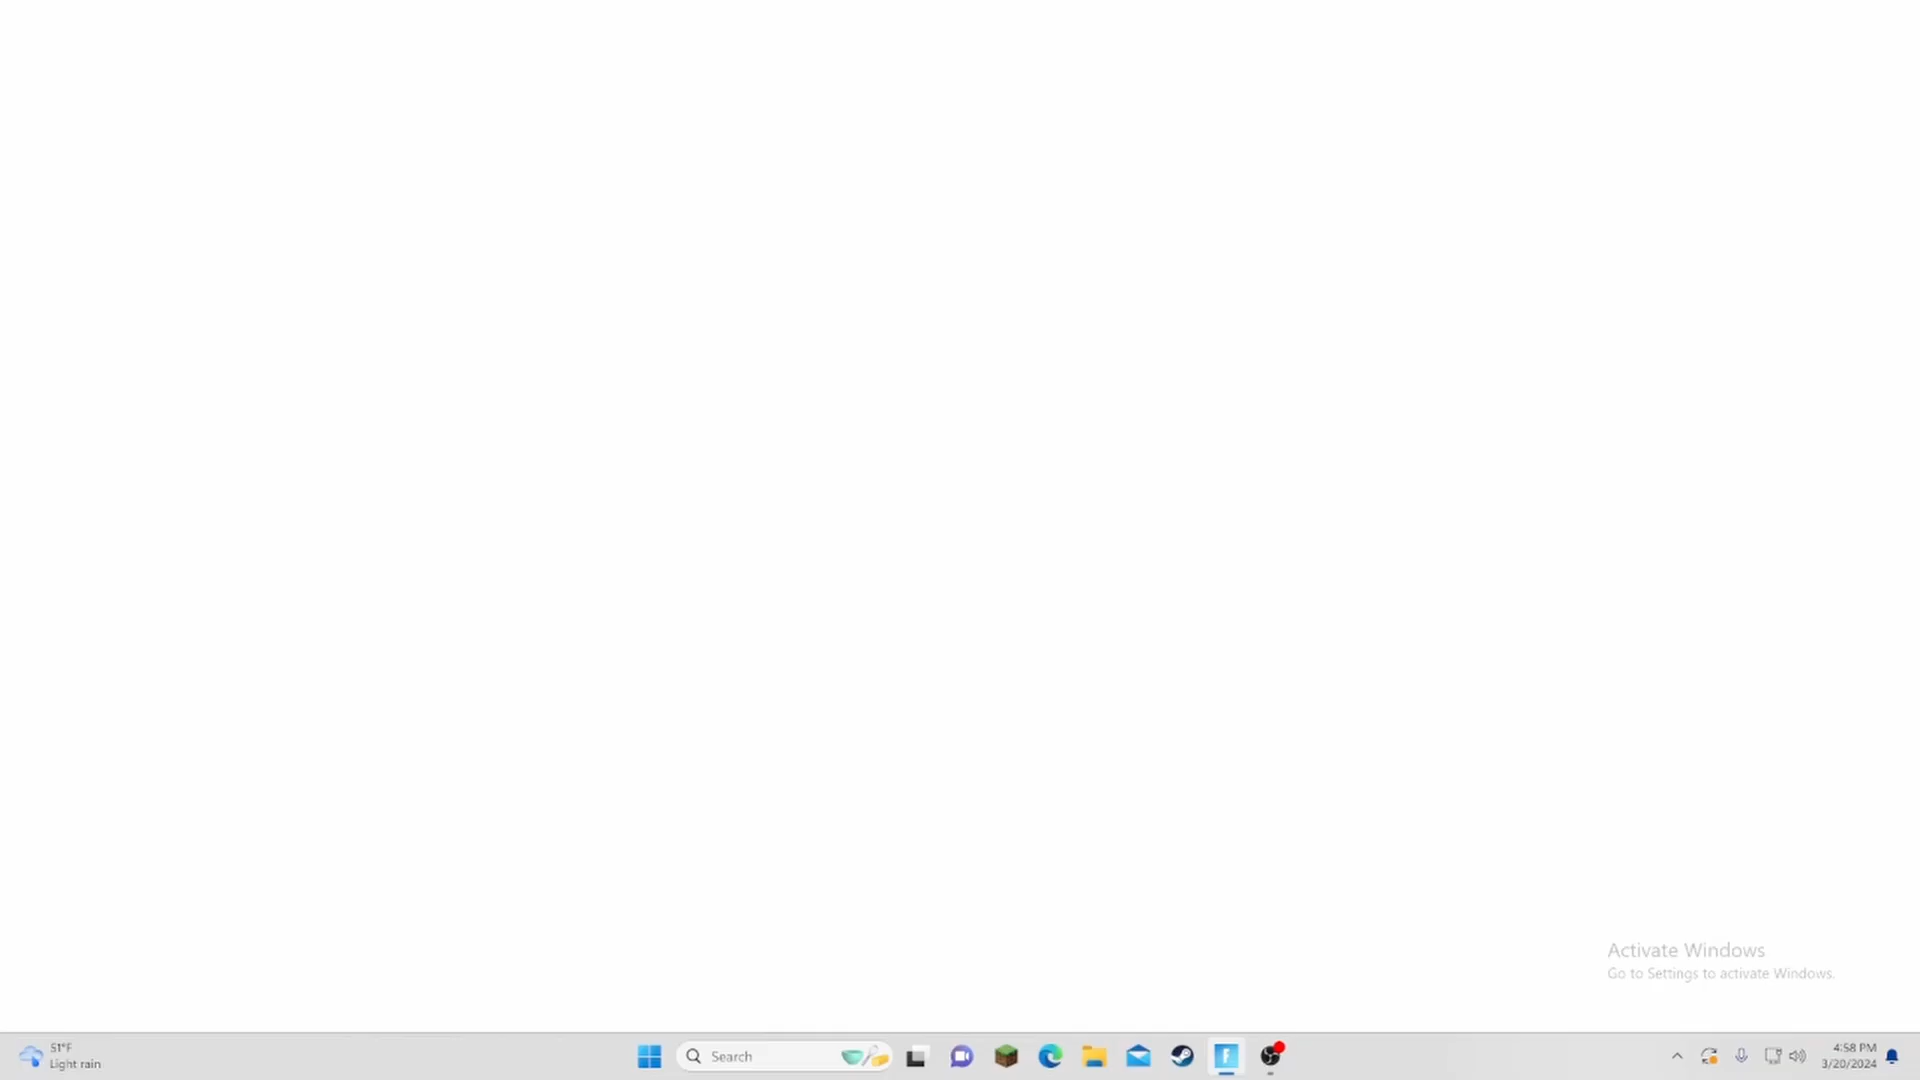 Activate Windows
Go to Settings to activate Windows.
51°F
Light rain
Search
F
4:58 PM
3/20/2024